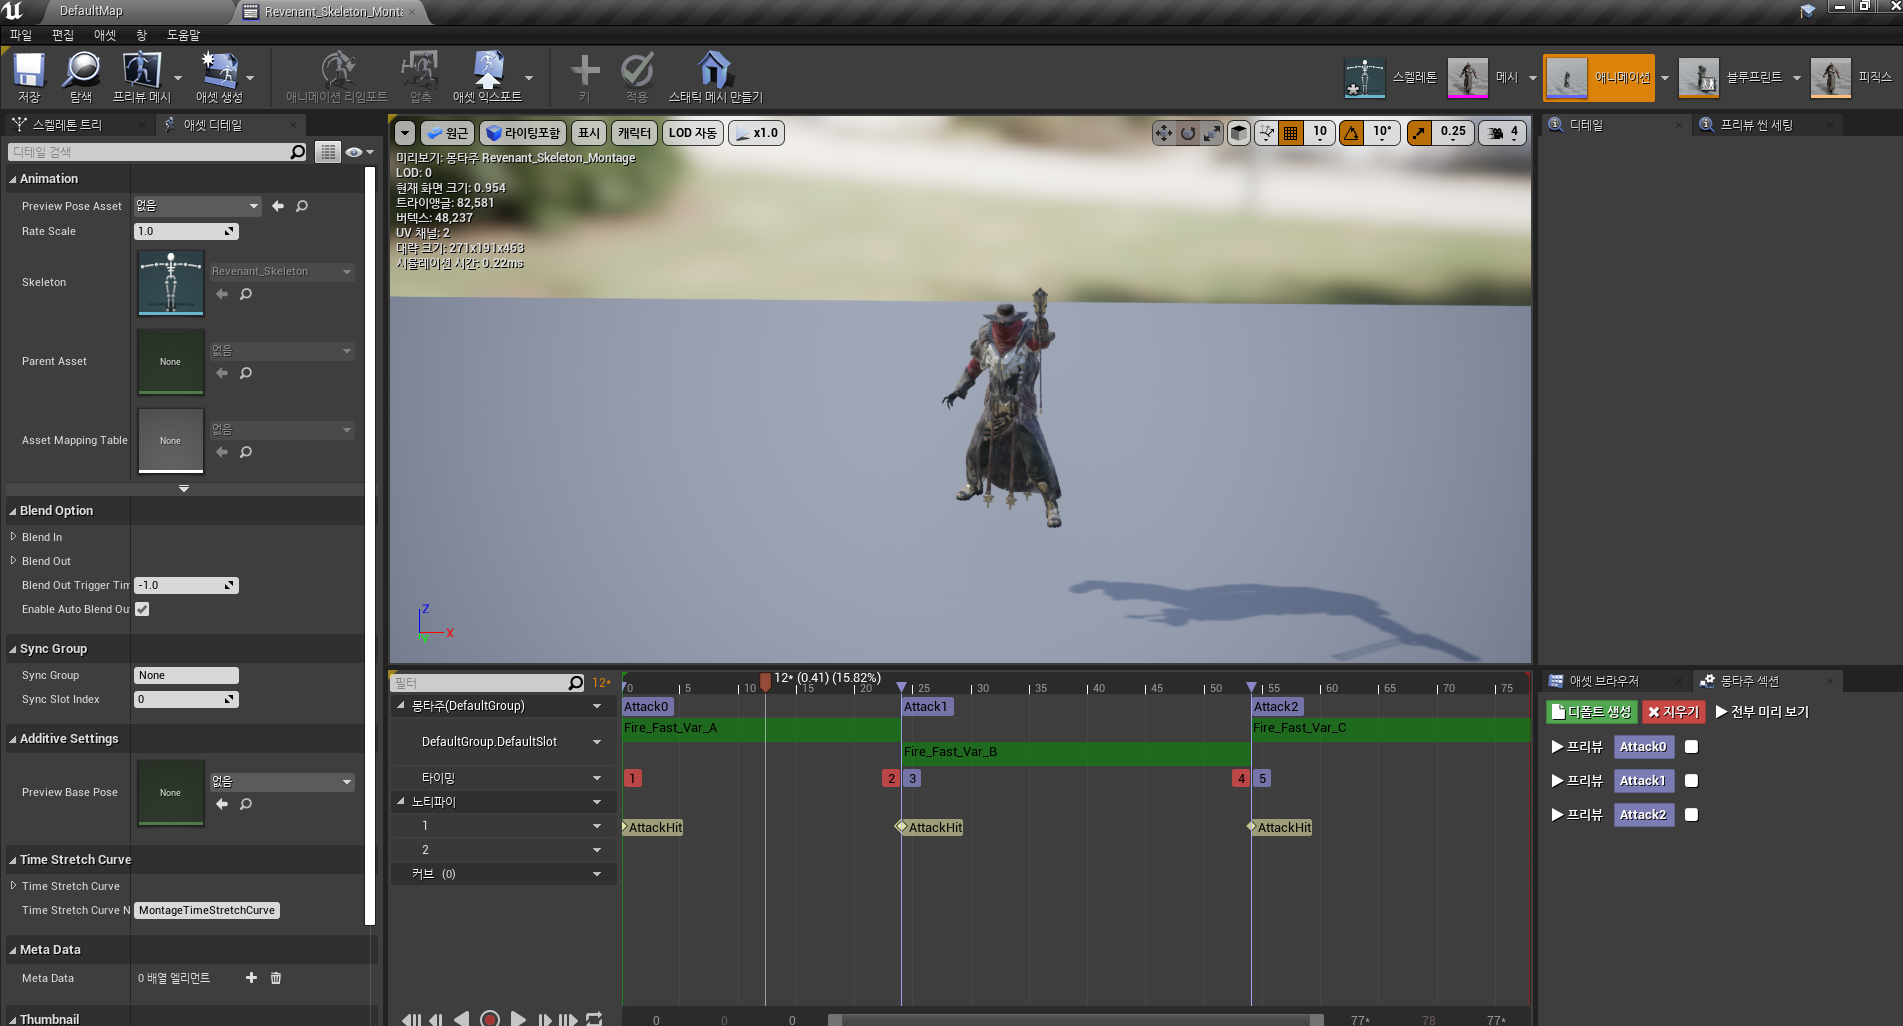 DefaultMap
Revenant_Skeleton_Monta
파일 편집 애셋 창 도움말
저장 탐색 프리뷰 메시 애셋 생성 애니메이션 리임포트 압축 애셋 익스포트 키 적용 스태틱 메시 만들기
스켈레톤 메시 애니메이션 블루프린트 피직스
스켈레톤 트리 애셋 디테일
디테일 검색
Animation
Preview Pose Asset 없음
Rate Scale 1.0
Skeleton Revenant_Skeleton
Parent Asset None 없음
Asset Mapping Table None 없음
Blend Option
Blend In
Blend Out
Blend Out Trigger Tim -1.0
Enable Auto Blend Ou
Sync Group
Sync Group None
Sync Slot Index 0
Additive Settings
Preview Base Pose None 없음
Time Stretch Curve
Time Stretch Curve
Time Stretch Curve N MontageTimeStretchCurve
Meta Data
Meta Data 0 배열 엘리먼트
Thumbnail
원근 라이팅포함 표시 캐릭터 LOD 자동 x1.0
10 10° 0.25 4
미리보기: 몽타주 Revenant_Skeleton_Montage
LOD: 0
현재 화면 크기: 0.954
트라이앵글: 82,581
버텍스: 48,237
UV 채널: 2
대략 크기: 271x191x463
시뮬레이션 시간: 0.22ms
Z
X
Y
필터 12*
12* (0.41) (15.82%)
0 5 10 15 20 25 30 35 40 45 50 55 60 65 70 75
몽타주(DefaultGroup) Attack0 Attack1 Attack2
Fire_Fast_Var_A Fire_Fast_Var_C
DefaultGroup.DefaultSlot
Fire_Fast_Var_B
타이밍 1 2 3 4 5
노티파이
1 AttackHit AttackHit AttackHit
2
커브 (0)
0 0 0 77* 78 77*
디테일 프리뷰 씬 세팅
애셋 브라우저 몽타주 섹션
디폴트 생성 지우기 전부 미리 보기
프리뷰 Attack0
프리뷰 Attack1
프리뷰 Attack2